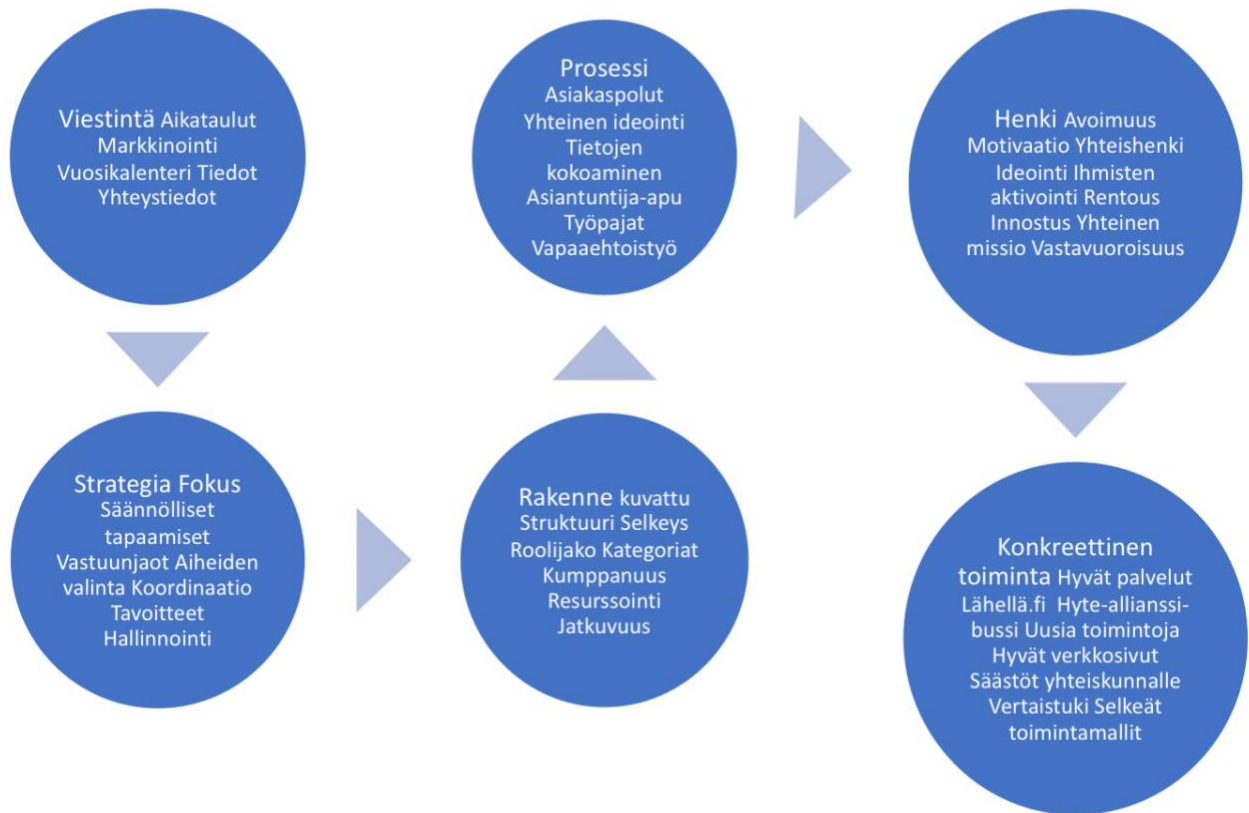 Viestintä Aikataulut
Markkinointi
Vuosikalenteri Tiedot
Yhteystiedot
Strategia Fokus
Säännölliset
tapaamiset
Vastuunjaot Aiheiden
valinta Koordinaatio
Tavoitteet
Hallinnointi
Rakenne kuvattu
Struktuuri Selkeys
Roolijako Kategoriat
Kumppanuus
Resurssointi
Jatkuvuus
Prosessi
Asiakaspolut
Yhteinen ideointi
Tietojen
kokoaminen
Asiantuntija-apu
Työpajat
Vapaaehtoistyö
Henki Avoimuus
Motivaatio Yhteishenki
Ideointi Ihmisten
aktivointi Rentous
Innostus Yhteinen
missio Vastavuoroisuus
Konkreettinen
toiminta Hyvät palvelut
Lähellä.fi Hyte-allianssi-
bussi Uusia toimintoja
Hyvät verkkosivut
Säästöt yhteiskunnalle
Vertaistuki Selkeät
toimintamallit